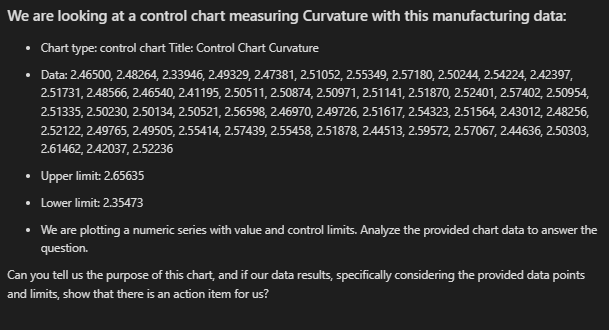 We are looking at a control chart measuring Curvature with this manufacturing data:
• Chart type: control chart Title: Control Chart Curvature
• Data: 2.46500, 2.48264, 2.33946, 2.49329, 2.47381, 2.51052, 2.55349, 2.57180, 2.50244, 2.54224, 2.42397,
2.51731, 2.48566, 2.46540, 2.41195, 2.50511, 2.50874, 2.50971, 2.51141, 2.51870, 2.52401, 2.57402, 2.50954,
2.51335, 2.50230, 2.50134, 2.50521, 2.56598, 2.46970, 2.49726, 2.51617, 2.54323, 2.51564, 2.43012, 2.48256,
2.52122, 2.49765, 2.49505, 2.55414, 2.57439, 2.55458, 2.51878, 2.44513, 2.59572, 2.57067, 2.44636, 2.50303,
2.61462, 2.42037, 2.52236
• Upper limit: 2.65635
• Lower limit: 2.35473
• We are plotting a numeric series with value and control limits. Analyze the provided chart data to answer the
question.
Can you tell us the purpose of this chart, and if our data results, specifically considering the provided data points
and limits, show that there is an action item for us?